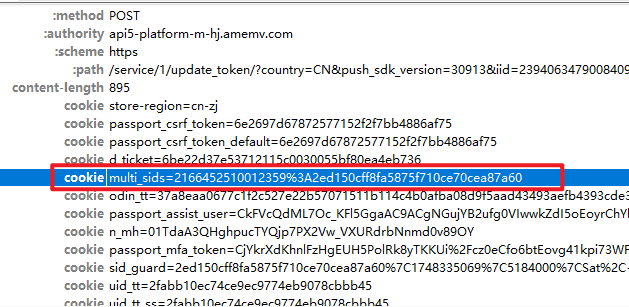 :method POST
:authority api5-platform-m-hj.amemv.com
:scheme https
:path /service/1/update_token/?country=CN&push_sdk_version=30913&iid=2394063479008409
content-length 895
cookie store-region=cn-zj
cookie passport_csrf_token=6e2697d67872577152f2f7bb4886af75
cookie passport_csrf_token_default=6e2697d67872577152f2f7bb4886af75
cookie d_ticket=6be22d37e53712115c0030055bf80ea4eb736
cookie multi_sids=2166452510012359%3A2ed150cff8fa5875f710ce70cea87a60
cookie odin_tt=37a8eaa0677c1f2c527e22b57071511b114c4b0afba08d9f5aad43493aefb4393cde3
cookie passport_assist_user=CkFVcQdML7Oc_KFl5GgaAC9ACgNGujYB2ufg0VIwwkZdI5oEoyrChYl
cookie n_mh=01TdaA3QHghpucTYQjp7PX2Vw_VXURdrbNnmd0v89OY
cookie passport_mfa_token=CjYkrXdKhnlFzHgEUH5PolRk8yTKKUi%2Fcz0eCfo6btEovg41kpi73WF
cookie sid_guard=2ed150cff8fa5875f710ce70cea87a60%7C1748335069%7C5184000%7CSat%2C-
cookie uid_tt=2fabb10ec74ce9ec9774eb9078cbbb45
cookie uid_tt_ss=2fabb10ec74ce9ec9774eb9078cbbb45